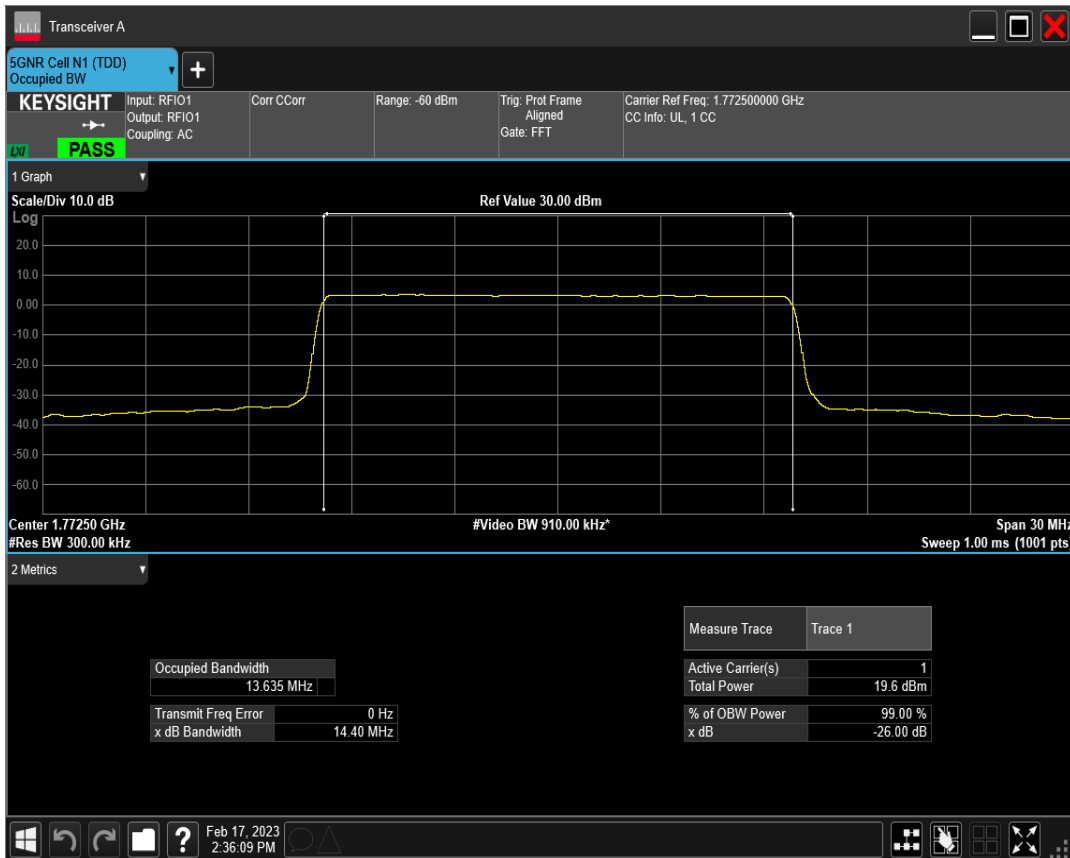 Transceiver A
5GNR Cell N1 (TDD)
Occupied BW
KEYSIGHT
LXI
PASS
Input: RFIO1
Output: RFIO1
Coupling: AC
Corr CCorr
Range: -60 dBm
Trig: Prot Frame
Aligned
Gate: FFT
Carrier Ref Freq: 1.772500000 GHz
CC Info: UL, 1 CC
1 Graph
Scale/Div 10.0 dB
Ref Value 30.00 dBm
Log
20.0
10.0
0.00
-10.0
-20.0
-30.0
-40.0
-50.0
-60.0
Center 1.77250 GHz
#Video BW 910.00 kHz*
Span 30 MHz
#Res BW 300.00 kHz
Sweep 1.00 ms (1001 pts)
2 Metrics
Measure Trace Trace 1
Occupied Bandwidth
13.635 MHz
Active Carrier(s) 1
Total Power 19.6 dBm
Transmit Freq Error 0 Hz
x dB Bandwidth 14.40 MHz
% of OBW Power 99.00 %
x dB -26.00 dB
?
Feb 17, 2023
2:36:09 PM